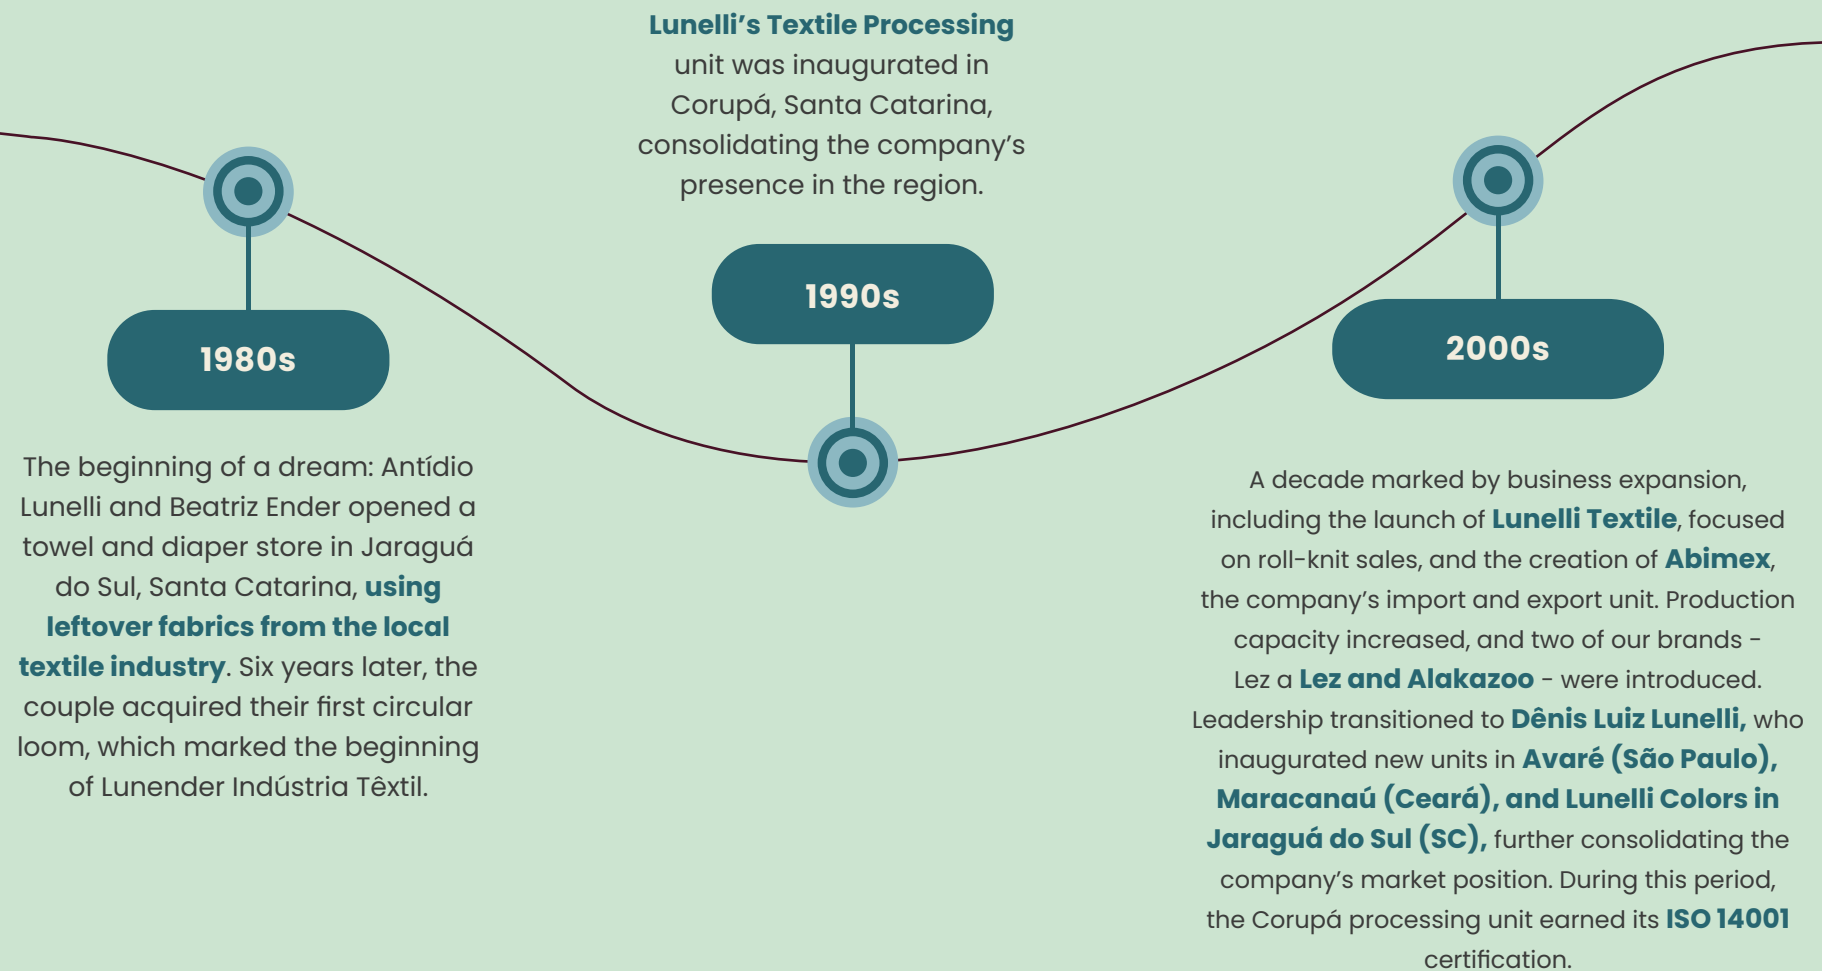 1980s
The beginning of a dream: Antídio
Lunelli and Beatriz Ender opened a
towel and diaper store in Jaraguá
do Sul, Santa Catarina, using
leftover fabrics from the local
textile industry. Six years later, the
couple acquired their first circular
loom, which marked the beginning
of Lunender Indústria Têxtil.
Lunelli’s Textile Processing
unit was inaugurated in
Corupá, Santa Catarina,
consolidating the company’s
presence in the region.
1990s
2000s
A decade marked by business expansion,
including the launch of Lunelli Textile, focused
on roll-knit sales, and the creation of Abimex,
the company’s import and export unit. Production
capacity increased, and two of our brands -
Lez a Lez and Alakazoo - were introduced.
Leadership transitioned to Dênis Luiz Lunelli, who
inaugurated new units in Avaré (São Paulo),
Maracanaú (Ceará), and Lunelli Colors in
Jaraguá do Sul (SC), further consolidating the
company’s market position. During this period,
the Corupá processing unit earned its ISO 14001
certification.